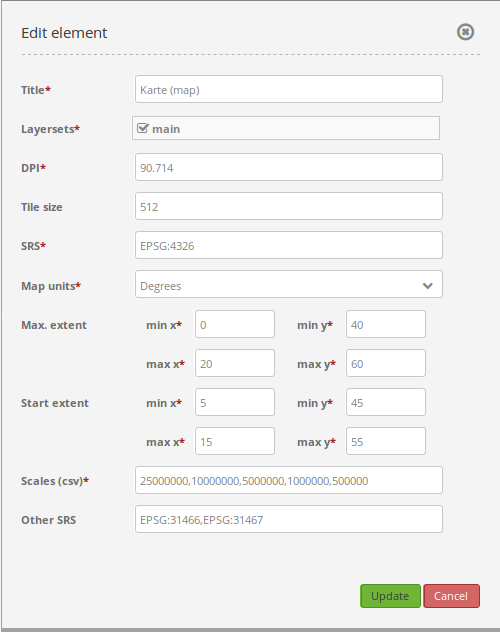 Edit element
Title* Karte (map)
Layersets* main
DPI* 90.714
Tile size 512
SRS* EPSG:4326
Map units* Degrees
Max. extent min x* 0 min y* 40
max x* 20 max y* 60
Start extent min x* 5 min y* 45
max x* 15 max y* 55
Scales (csv)* 25000000,10000000,5000000,1000000,500000
Other SRS EPSG:31466,EPSG:31467
Update Cancel